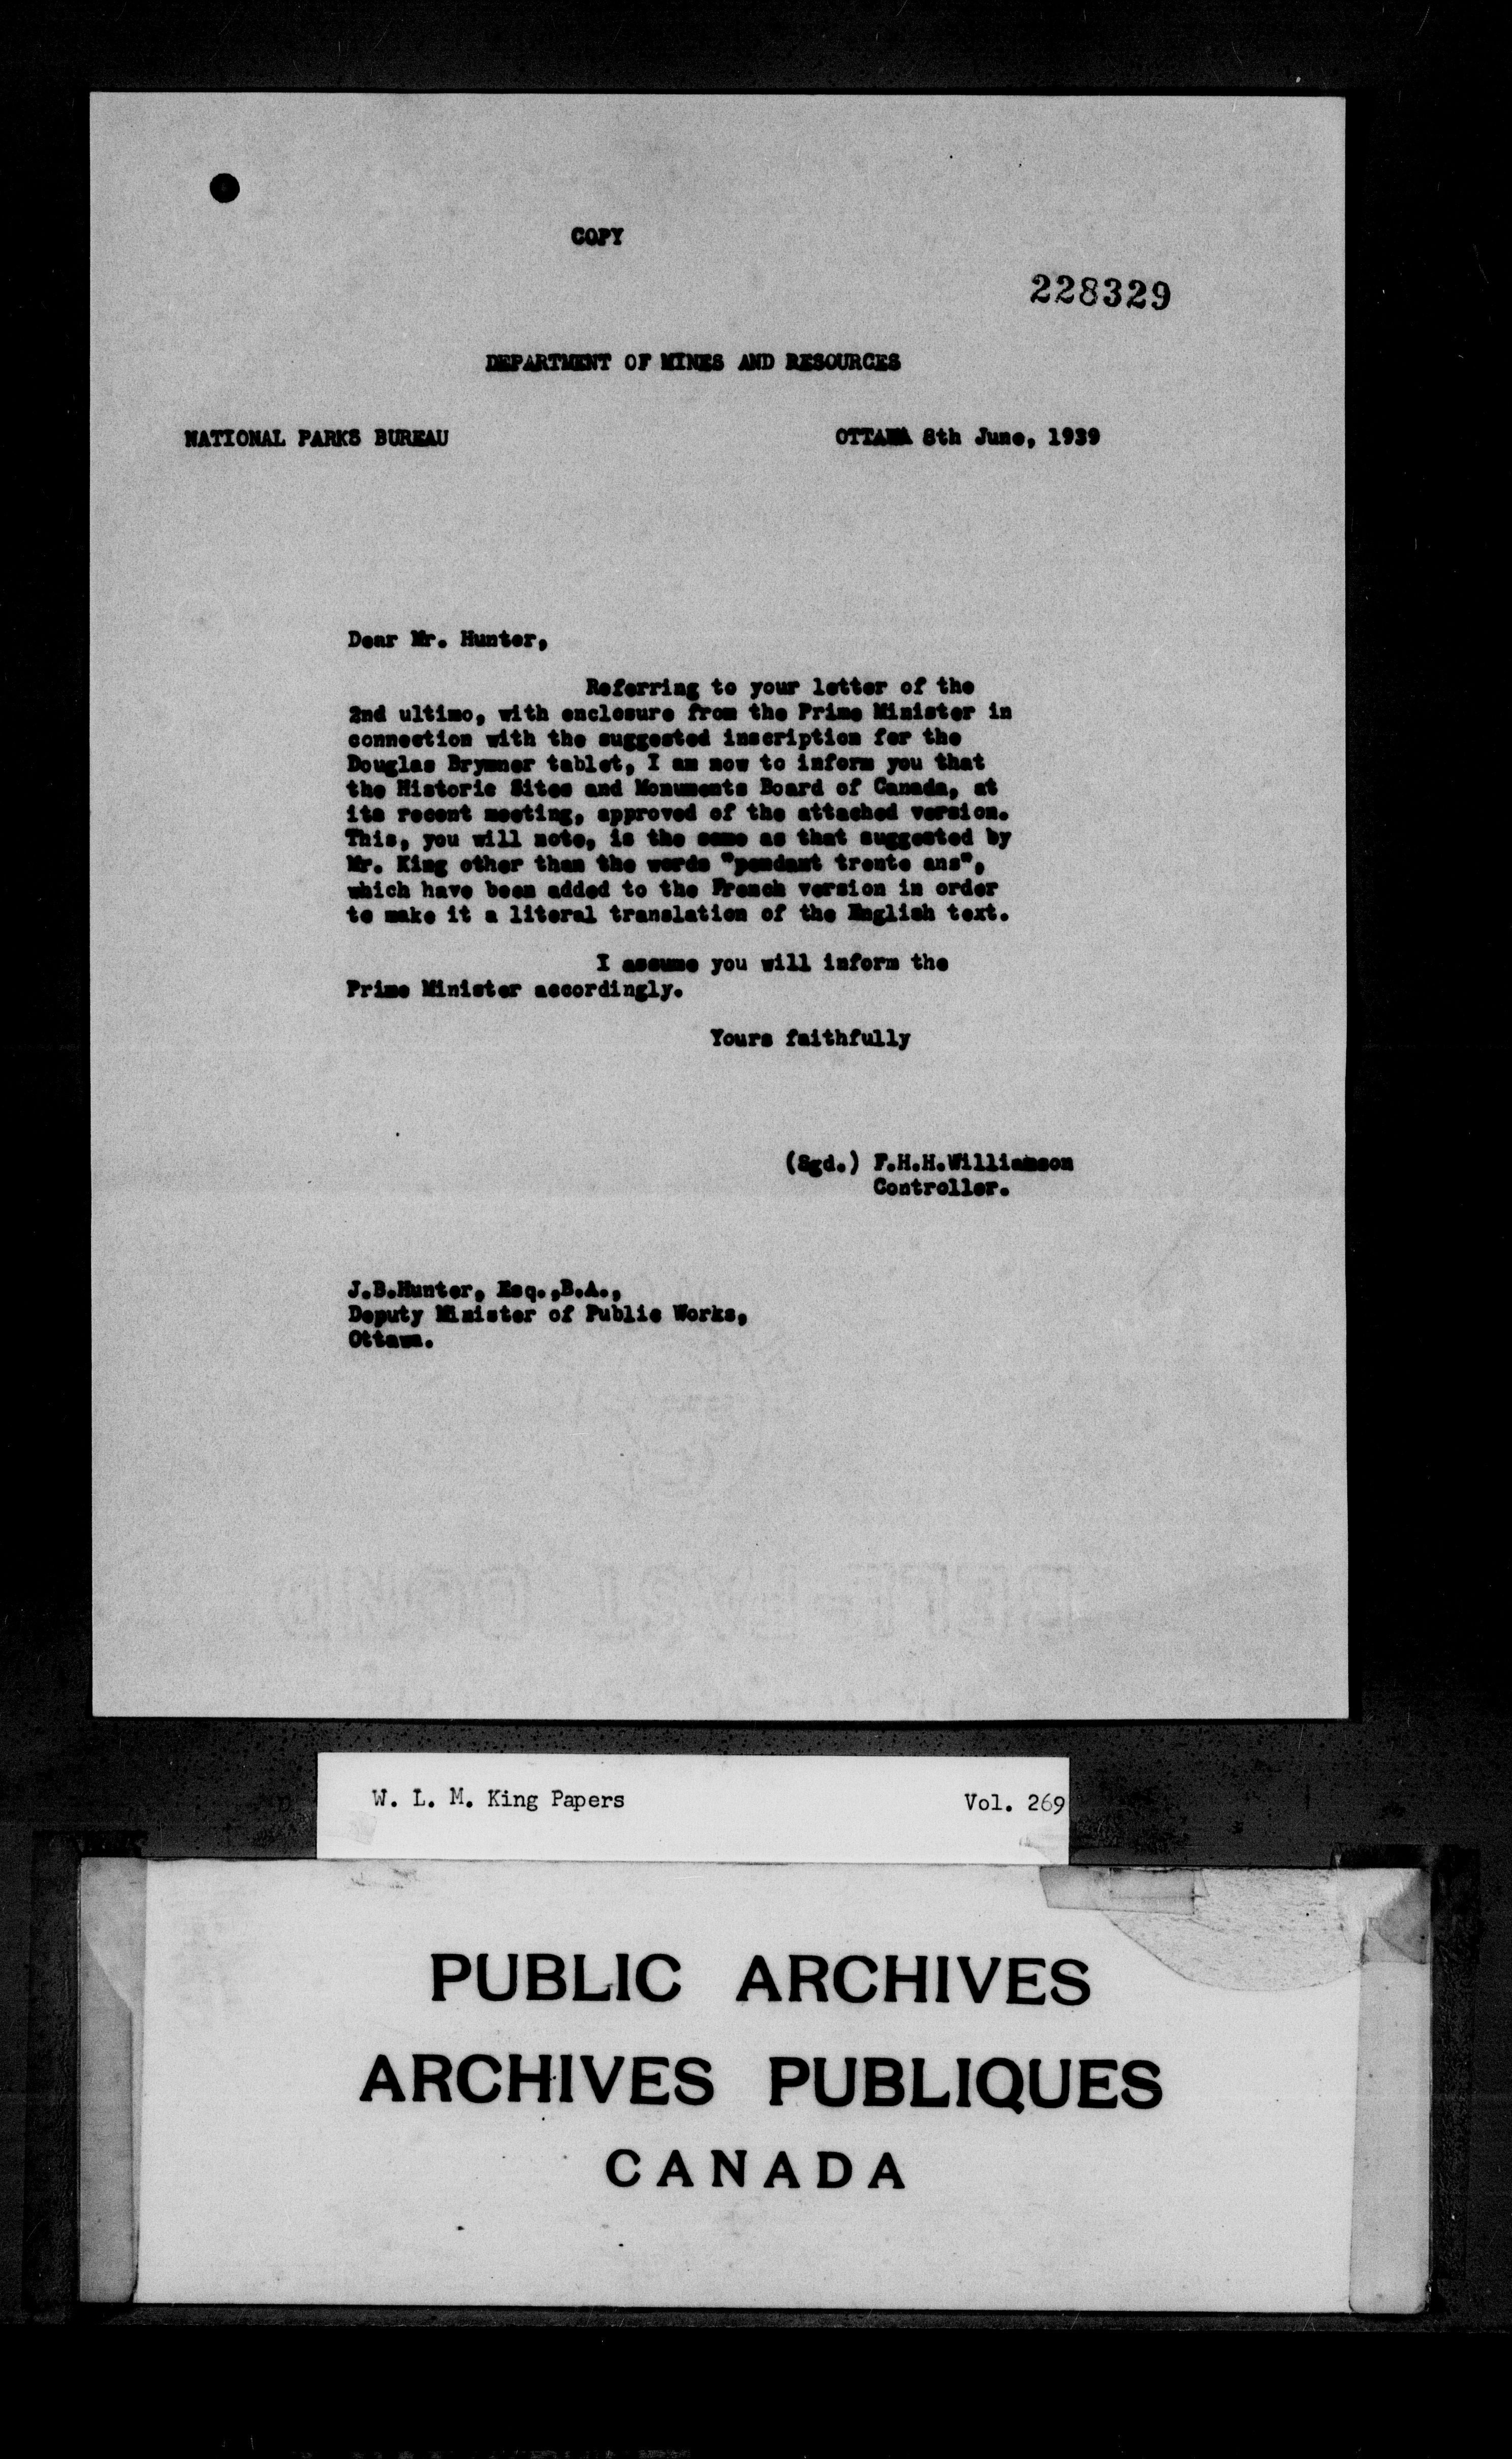 COPY
228329
DEPARTMENT OF MINES AND RESOURCES
NATIONAL PARKS BUREAU OTTAWA 8th June, 1939
Dear Mr. Hunter,
Referring to your letter of the
2nd ultimo, with enclosure from the Prime Minister in
connection with the suggested inscription for the
Douglas Brymner tablet, I am now to inform you that
the Historic Sites and Monuments Board of Canada, at
its recent meeting, approved of the attached version.
This, you will note, is the same as that suggested by
Mr. King other than the words "pendant trente ans",
which have been added to the French version in order
to make it a literal translation of the English text.
I assume you will inform the
Prime Minister accordingly.
Yours faithfully
(Sgd.) F.H.H.Williamson
Controller.
J.B.Hunter, Esq.,B.A.,
Deputy Minister of Public Works,
Ottawa.
W. L. M. King Papers Vol. 269
PUBLIC ARCHIVES
ARCHIVES PUBLIQUES
CANADA